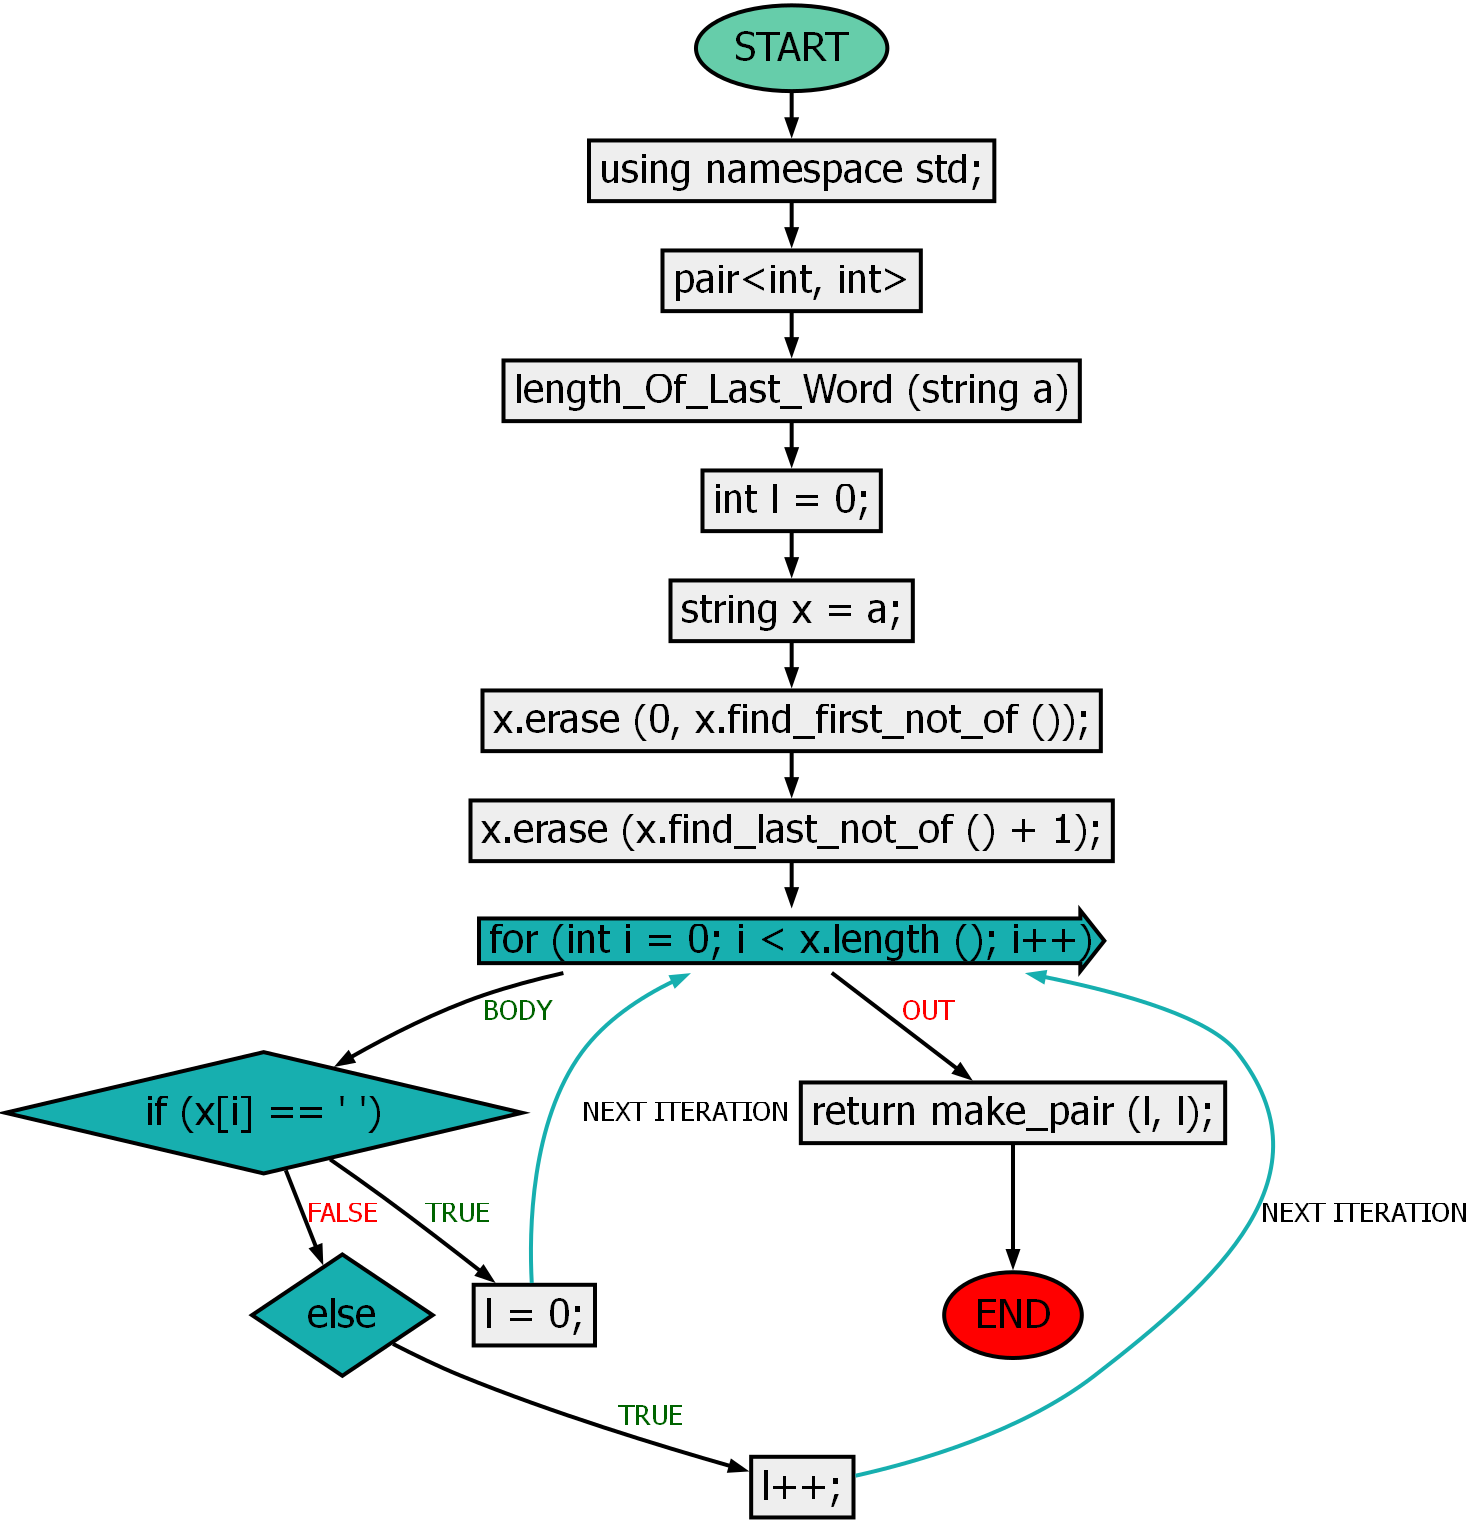 START
using namespace std;
pair<int, int>
length_Of_Last_Word (string a)
int l = 0;
string x = a;
x.erase (0, x.find_first_not_of ());
x.erase (x.find_last_not_of () + 1);
for (int i = 0; i < x.length (); i++)
BODY
OUT
if (x[i] == ' ')
NEXT ITERATION
return make_pair (l, l);
FALSE
TRUE
NEXT ITERATION
else
l = 0;
END
TRUE
l++;